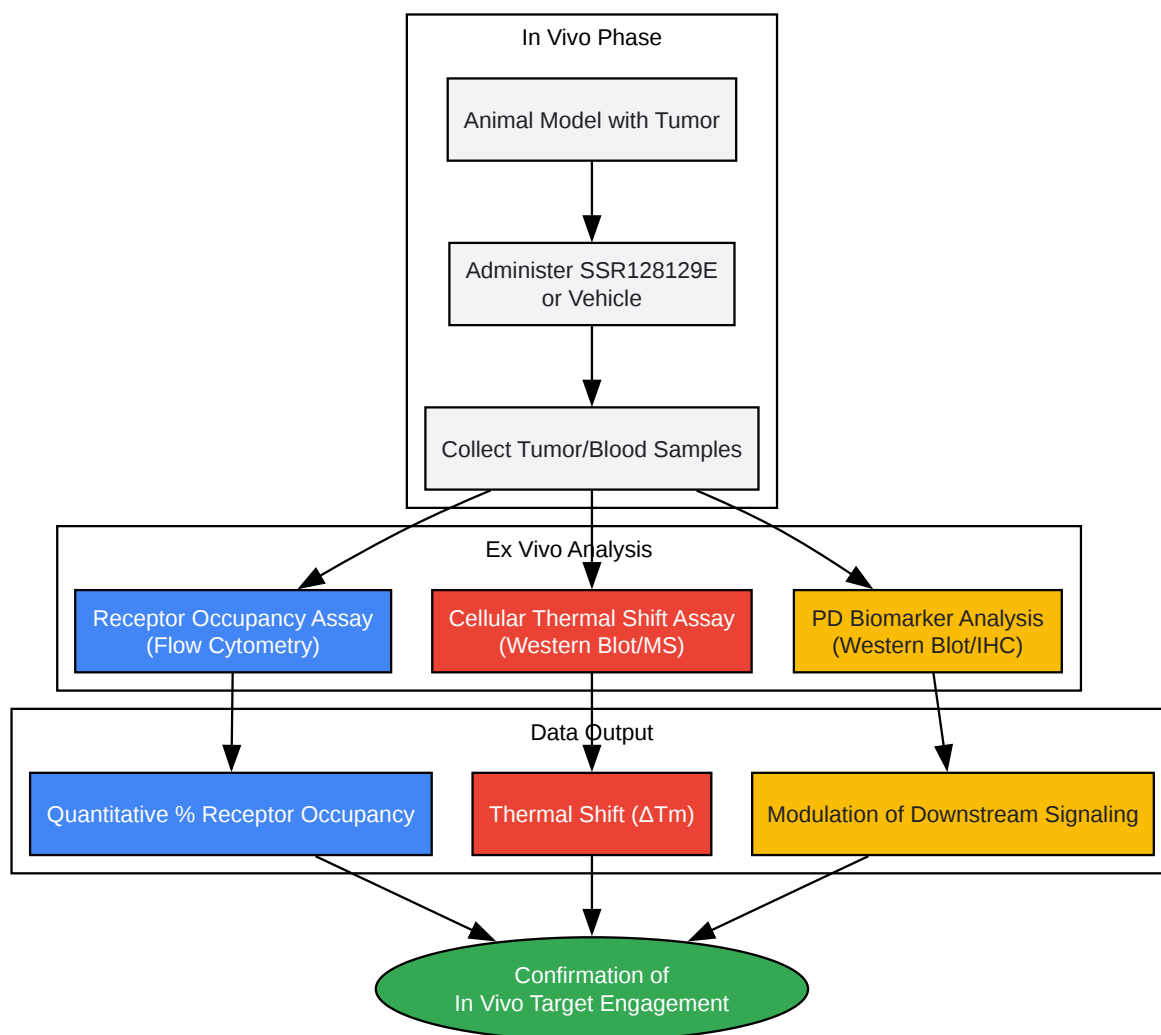 In Vivo Phase
Animal Model with Tumor
Administer SSR128129E
or Vehicle
Collect Tumor/Blood Samples
Ex Vivo Analysis
Receptor Occupancy Assay
(Flow Cytometry)
Cellular Thermal Shift Assay
(Western Blot/MS)
PD Biomarker Analysis
(Western Blot/IHC)
Data Output
Quantitative % Receptor Occupancy
Thermal Shift (ΔTm)
Modulation of Downstream Signaling
Confirmation of
In Vivo Target Engagement